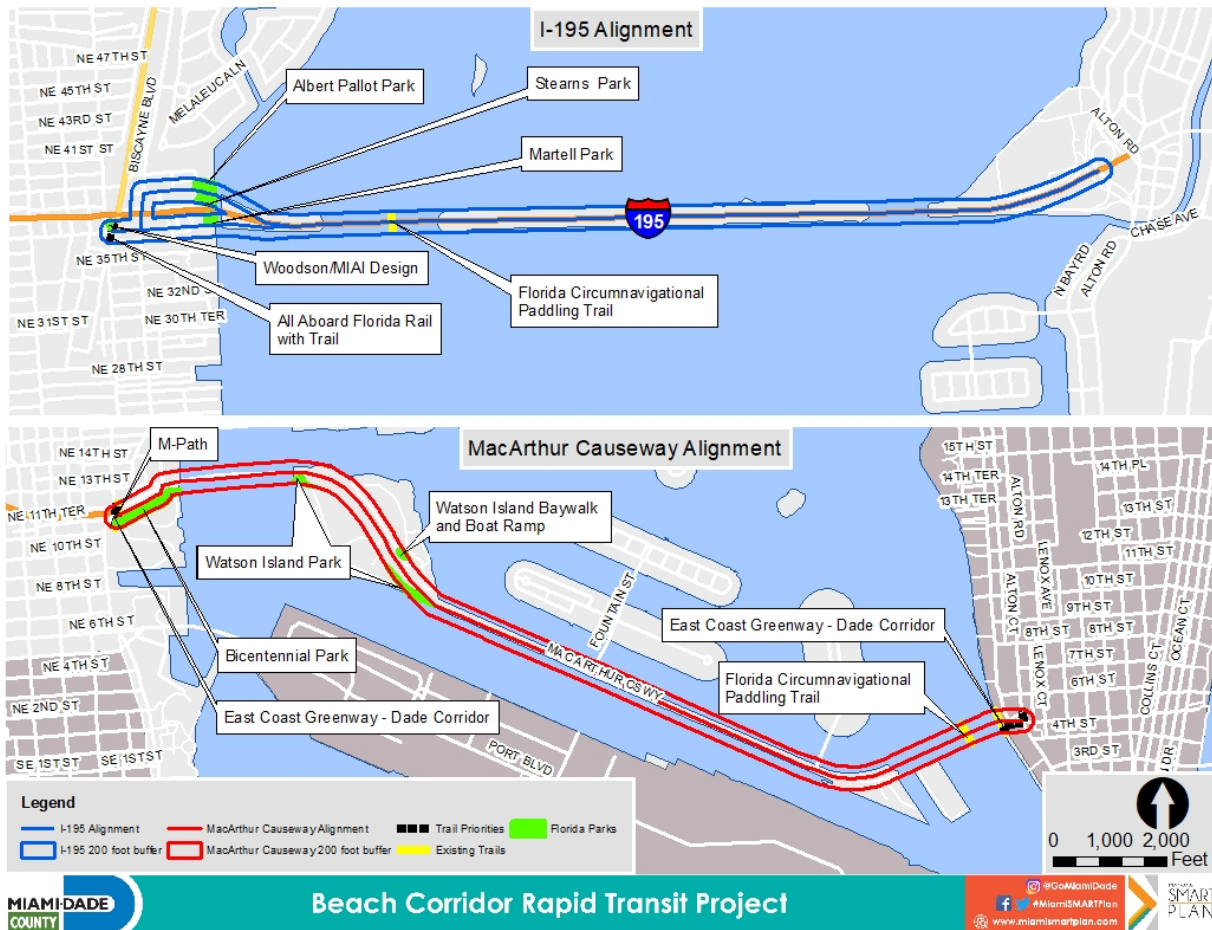 I-195 Alignment
NE 47TH ST
NE 45TH ST
NE 43RD ST
NE 41ST ST
BISCAYNE BLVD
MELALEUCA LN
Albert Pallot Park
Stearns Park
Martell Park
ALTON RD
195
CHASE AVE
N BAY RD
ALTON RD
NE 35TH ST
Woodson/MIAI Design
NE 32ND S
NE 31ST ST
NE 30TH TER
All Aboard Florida Rail
with Trail
Florida Circumnavigational
Paddling Trail
NE 28TH ST
MacArthur Causeway Alignment
M-Path
NE 14TH ST
NE 13TH ST
NE 11TH TER
NE 10TH ST
NE 8TH ST
NE 6TH ST
NE 4TH ST
NE 2ND ST
SE 1ST ST
SE 1ST ST
Watson Island Baywalk
and Boat Ramp
Watson Island Park
Bicentennial Park
East Coast Greenway - Dade Corridor
FOUNTAIN ST
MACARTHUR CSWY
PORT BLVD
East Coast Greenway - Dade Corridor
Florida Circumnavigational
Paddling Trail
15TH ST
14TH TER
13TH TER
14TH PL
13TH ST
12TH ST
11TH ST
10TH ST
9TH ST
8TH ST
8TH ST
7TH ST
6TH ST
4TH ST
3RD ST
ALTON RD
LENOX AVE
ALTON CT
LENOX CT
COLLINS CT
OCEAN CT
DR
Legend
I-195 Alignment
MacArthur Causeway Alignment
Trail Priorities
Florida Parks
I-195 200 foot buffer
MacArthur Causeway 200 foot buffer
Existing Trails
0 1,000 2,000
Feet
MIAMI-DADE
COUNTY
Beach Corridor Rapid Transit Project
@GoMiamiDade
#MiamiSMARTPlan
www.miamismartplan.com
SMART
PLAN